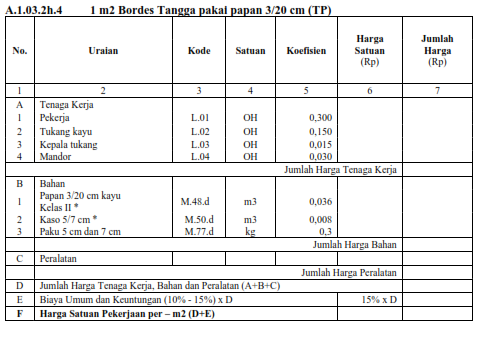 A.1.03.2h.4 1 m2 Bordes Tangga pakai papan 3/20 cm (TP)
No. Uraian Kode Satuan Koefisien Harga Satuan (Rp) Jumlah Harga (Rp)
1 2 3 4 5 6 7
A Tenaga Kerja
1 Pekerja L.01 OH 0,300
2 Tukang kayu L.02 OH 0,150
3 Kepala tukang L.03 OH 0,015
4 Mandor L.04 OH 0,030
Jumlah Harga Tenaga Kerja
B Bahan
1 Papan 3/20 cm kayu Kelas II * M.48.d m3 0,036
2 Kaso 5/7 cm * M.50.d m3 0,008
3 Paku 5 cm dan 7 cm M.77.d kg 0,3
Jumlah Harga Bahan
C Peralatan
Jumlah Harga Peralatan
D Jumlah Harga Tenaga Kerja, Bahan dan Peralatan (A+B+C)
E Biaya Umum dan Keuntungan (10% - 15%) x D 15% x D
F Harga Satuan Pekerjaan per – m2 (D+E)